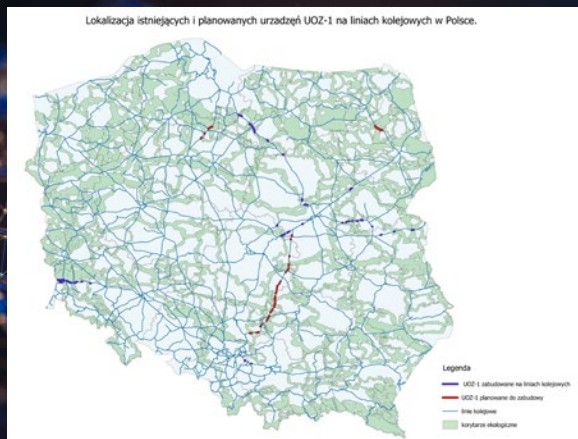 Lokalizacja istniejących i planowanych urzadzęń UOZ-1 na liniach kolejowych w Polsce.
Legenda
UOZ-1 zabudowane na liniach kolejowych
UOZ-1 planowane do zabudowy
linie kolejowe
korytarze ekologiczne